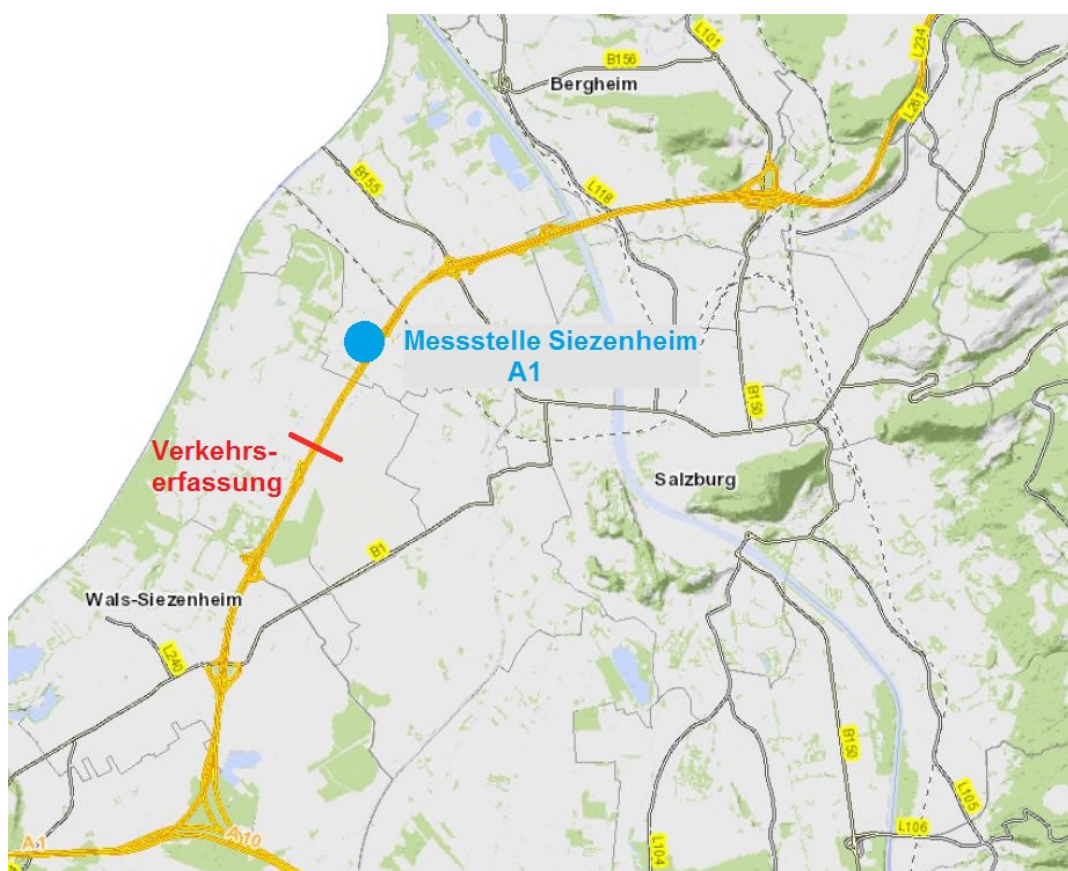 L234
L101
B156
Bergheim
L261
B155
L118
Messstelle Siezenheim
A1
B150
Verkehrs-
erfassung
Salzburg
B1
Wals-Siezenheim
L240
B150
A1
A10
L105
L106
L104